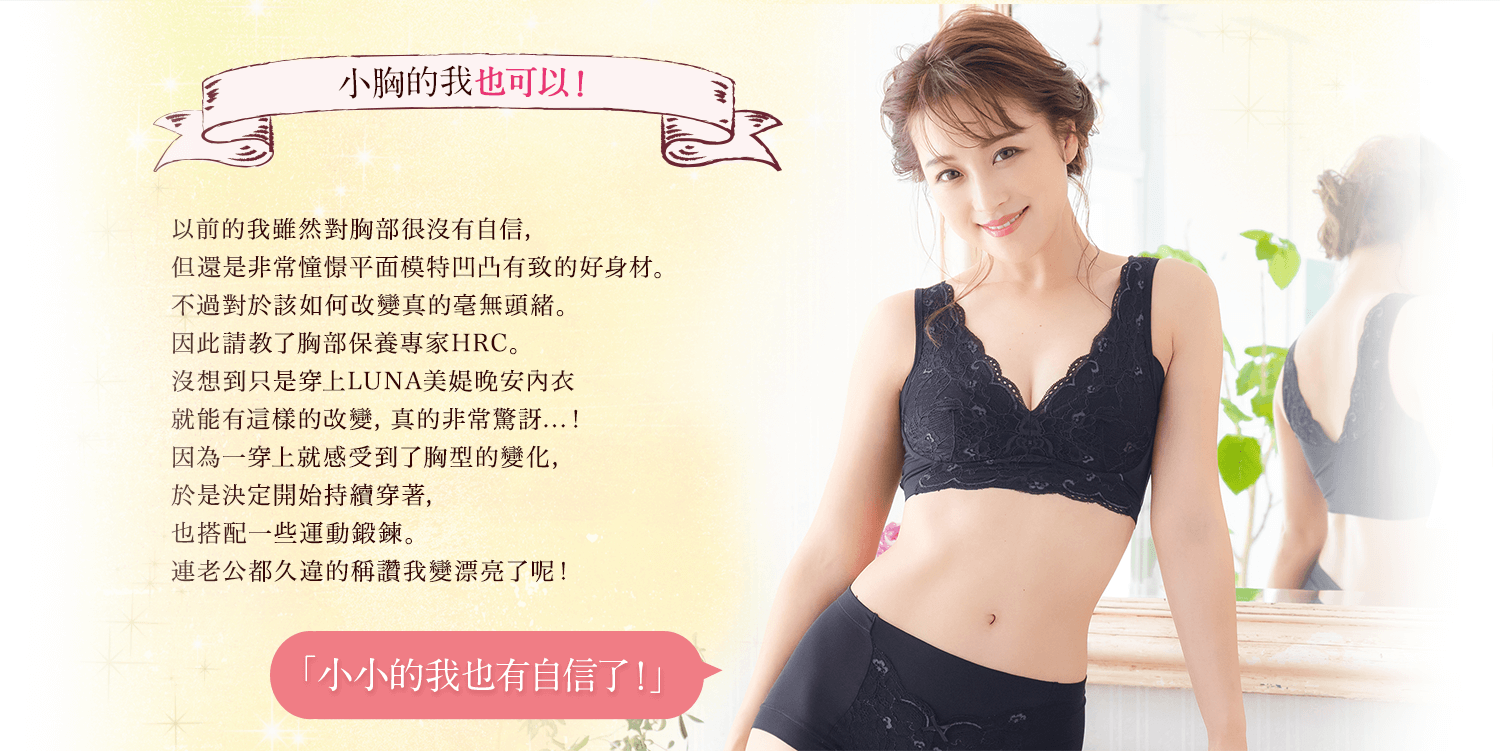 小胸的我也可以！
以前的我雖然對胸部很沒有自信,
但還是非常憧憬平面模特凹凸有致的好身材。
不過對於該如何改變真的毫無頭緒。
因此請教了胸部保養專家HRC。
沒想到只是穿上LUNA美媞晚安內衣
就能有這樣的改變, 真的非常驚訝...！
因為一穿上就感受到了胸型的變化,
於是決定開始持續穿著,
也搭配一些運動鍛鍊。
連老公都久違的稱讚我變漂亮了呢！
「小小的我也有自信了！」